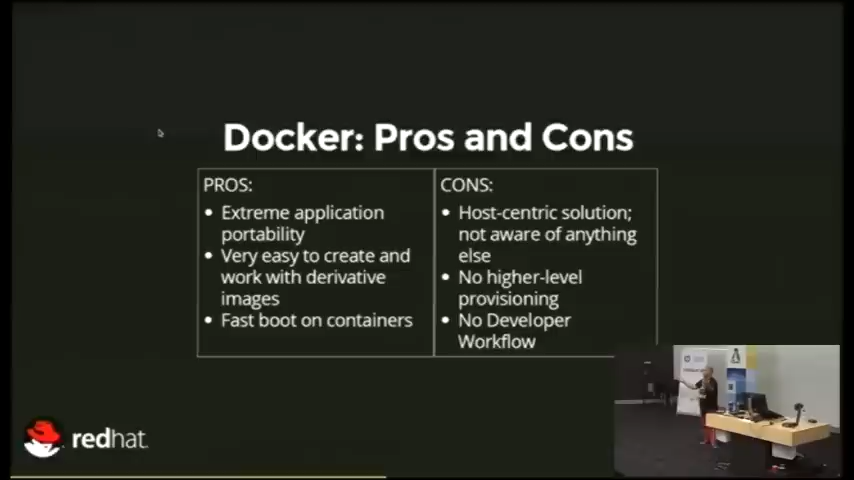 Docker: Pros and Cons
PROS:
• Extreme application
portability
• Very easy to create and
work with derivative
images
• Fast boot on containers
CONS:
• Host-centric solution;
not aware of anything
else
• No higher-level
provisioning
• No Developer
Workflow
redhat.